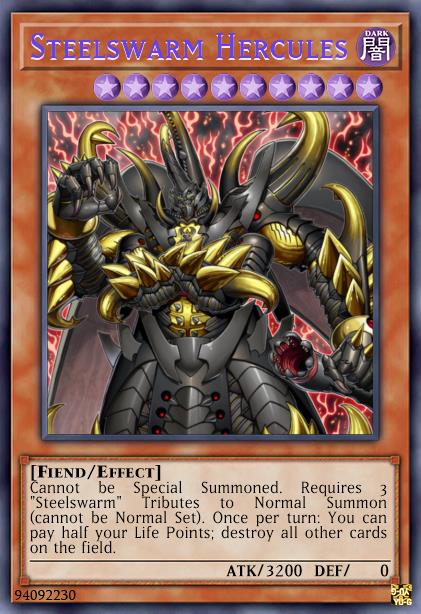 Steelswarm Hercules
DARK
闇
[Fiend/Effect]
Cannot be Special Summoned. Requires 3
"Steelswarm" Tributes to Normal Summon
(cannot be Normal Set). Once per turn: You can
pay half your Life Points; destroy all other cards
on the field.
ATK/3200 DEF/ 0
94092230